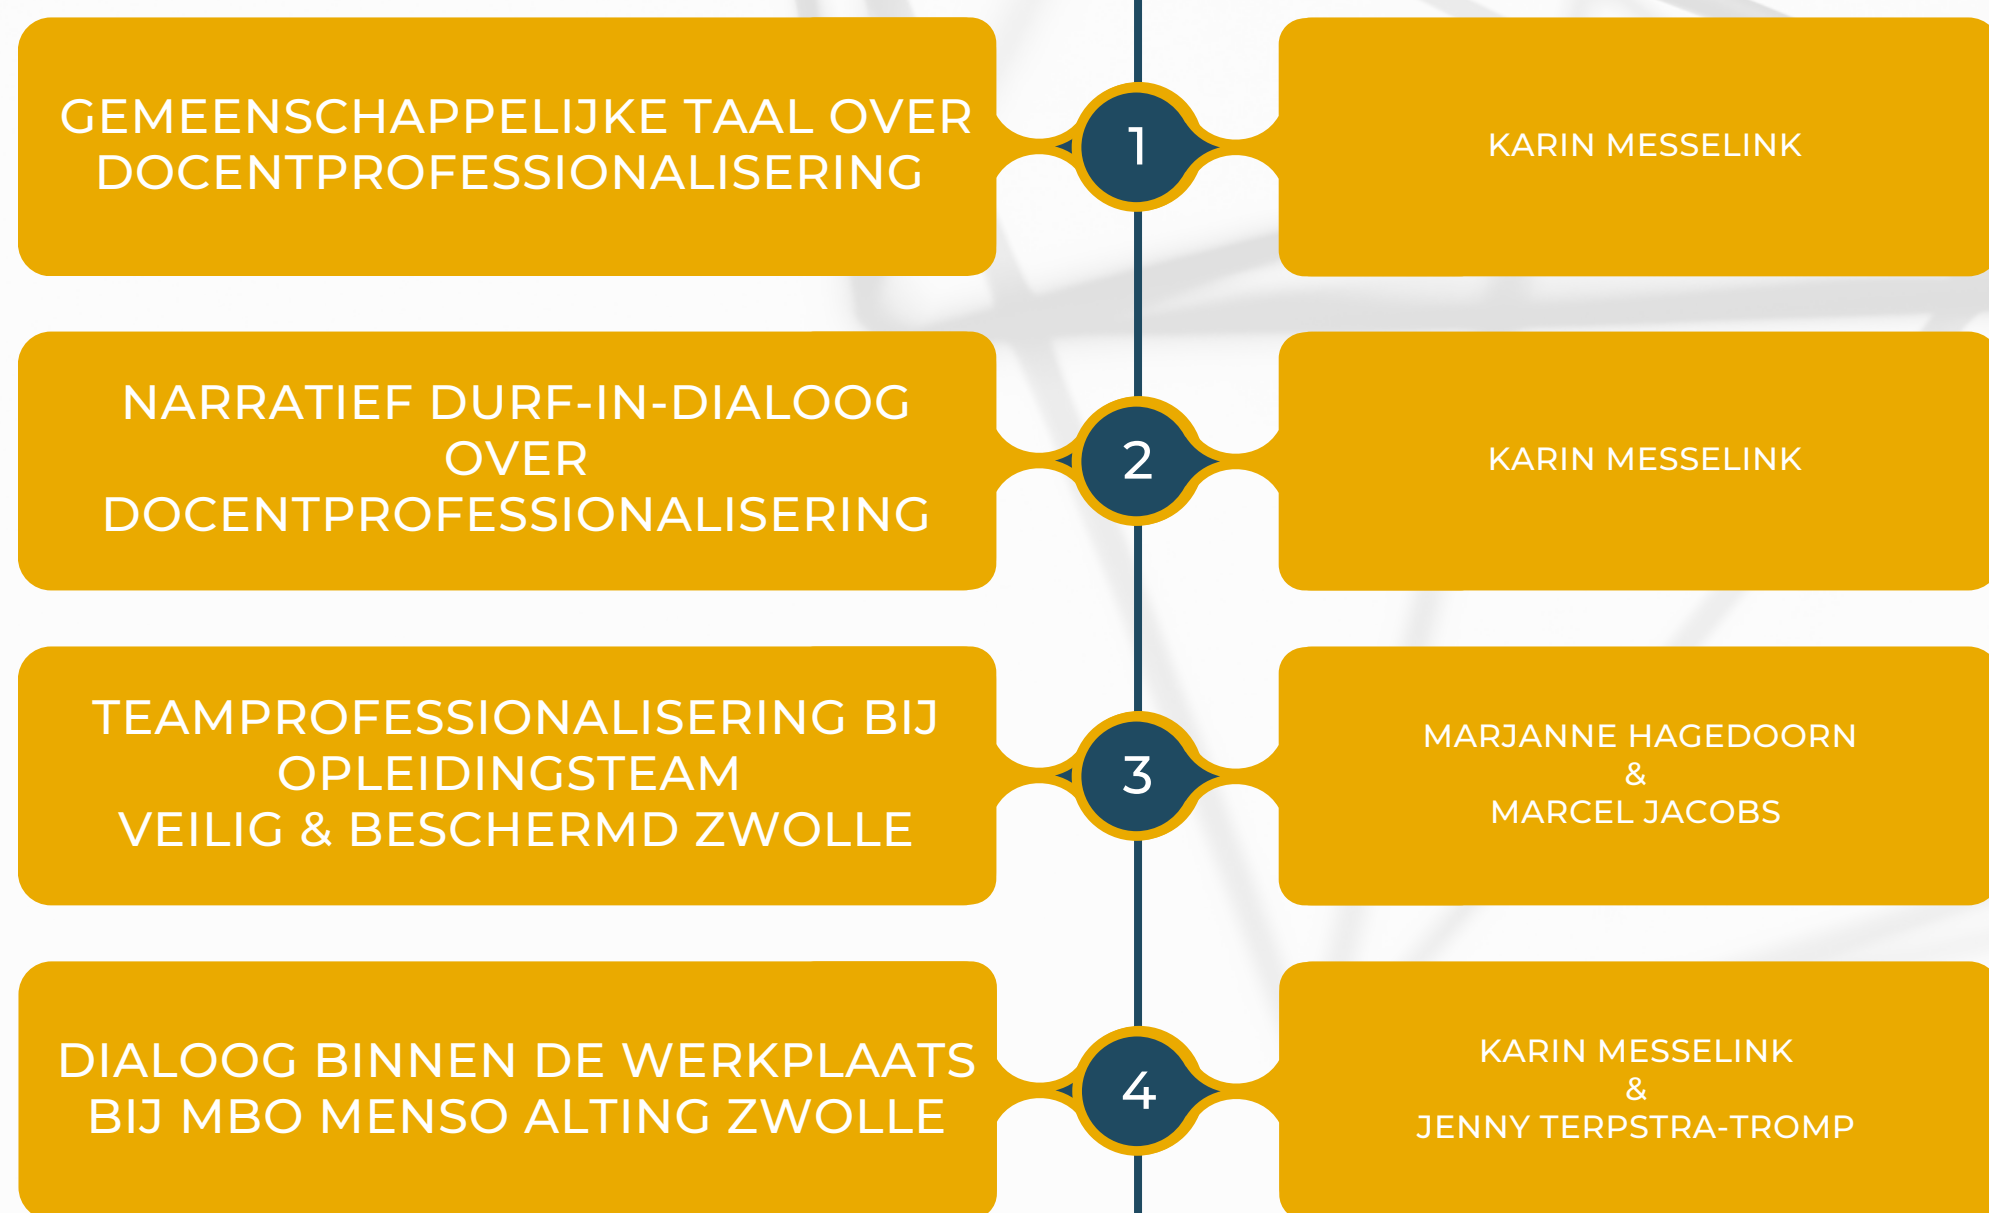 GEMEENSCHAPPELIJKE TAAL OVER
DOCENTPROFESSIONALISERING
1
KARIN MESSELINK
NARRATIEF DURF-IN-DIALOOG
OVER
DOCENTPROFESSIONALISERING
2
KARIN MESSELINK
TEAMPROFESSIONALISERING BIJ
OPLEIDINGSTEAM
VEILIG & BESCHERMD ZWOLLE
3
MARJANNE HAGEDOORN
&
MARCEL JACOBS
DIALOOG BINNEN DE WERKPLAATS
BIJ MBO MENSO ALTING ZWOLLE
4
KARIN MESSELINK
&
JENNY TERPSTRA-TROMP